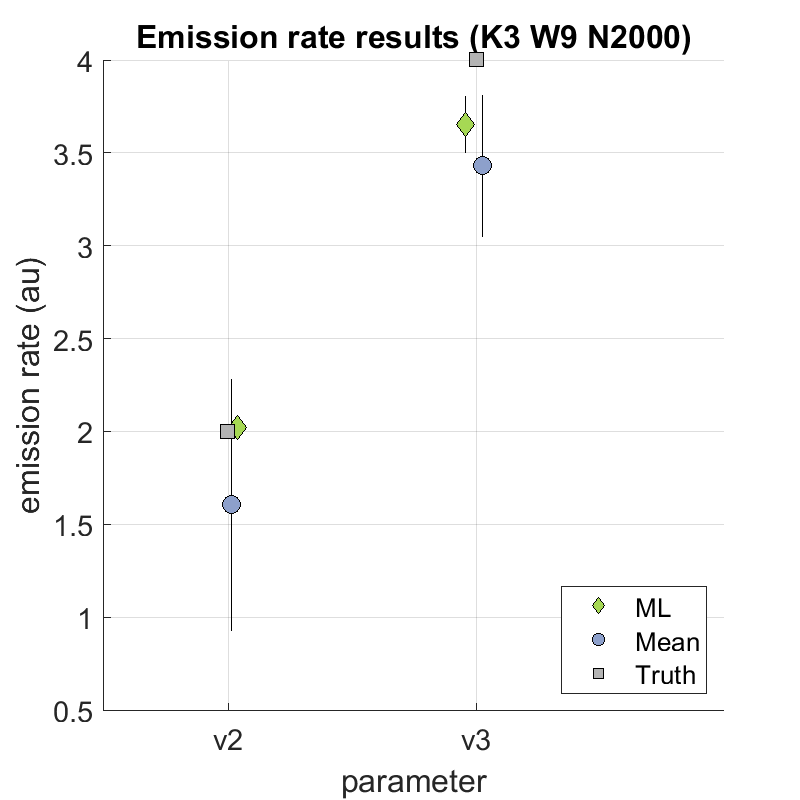 Emission rate results (K3 W9 N2000)
4
3.5
3
2.5
2
1.5
1
0.5
emission rate (au)
v2
v3
parameter
ML
Mean
Truth